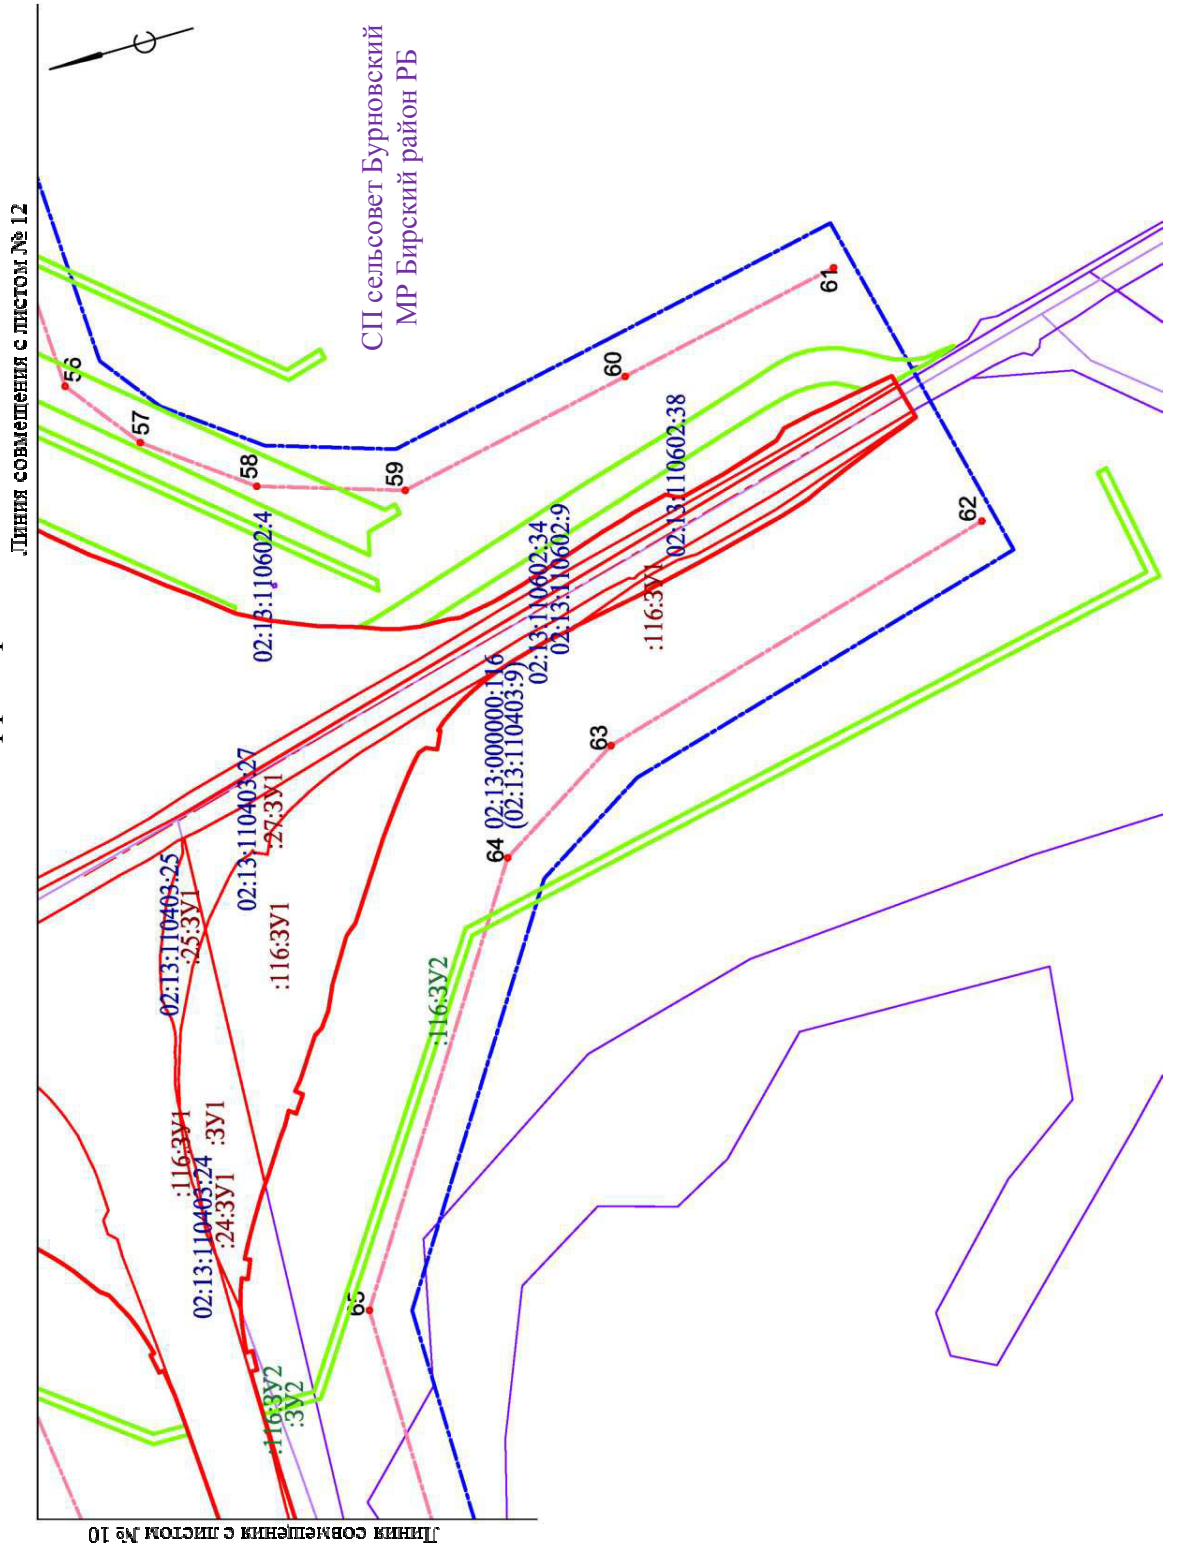 Линия совмещения с листом № 12
С
СП сельсовет Бурновский
МР Бирский район РБ
56
57
58
59
60
61
62
63
64
65
02:13:110602:4
02:13:110602:38
02:13:110602:34
02:13:110602:9
:116:ЗУ1
02:13:000000:116
(02:13:110403:9)
02:13:110403:27
:27:ЗУ1
02:13:110403:25
:25:ЗУ1
:116:ЗУ1
:116:ЗУ2
:116:ЗУ1
:ЗУ1
02:13:110403:24
:24:ЗУ1
:116:ЗУ2
:ЗУ2
Линия совмещения с листом № 10